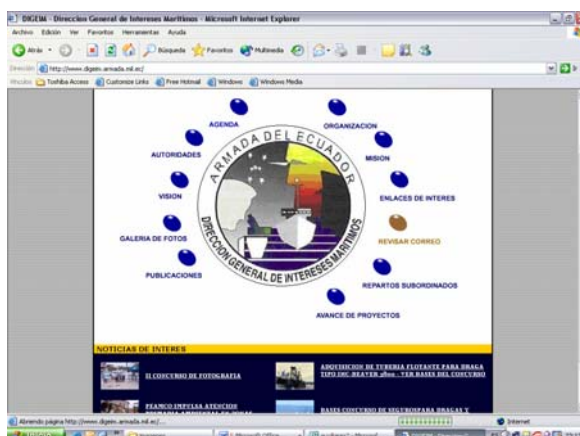 DIGEIM - Direccion General de Intereses Maritimos - Microsoft Internet Explorer
Archivo Edición Ver Favoritos Herramientas Ayuda
Atrás Búsqueda Favoritos Multimedia
Dirección http://www.digeim.armada.mil.ec/
Vínculos Toshiba Access Customize Links Free Hotmail Windows Windows Media
AGENDA
ORGANIZACION
AUTORIDADES
MISION
VISION
ENLACES DE INTERES
GALERIA DE FOTOS
REVISAR CORREO
PUBLICACIONES
REPARTOS SUBORDINADOS
AVANCE DE PROYECTOS
ARMADA DEL ECUADOR
DIRECCION GENERAL DE INTERESES MARITIMOS
NOTICIAS DE INTERES
II CONCURSO DE FOTOGRAFIA
ADQUISICION DE TUBERIA FLOTANTE PARA DRAGA
TIPO IHC BEAVER 3800 - VER BASES DEL CONCURSO
PEAMCO IMPULSA ATENCION
BASES CONCURSO DE SEGUROS PARA DRAGAS Y
Abriendo página http://www.digeim.armada.mil.ec/...
Internet